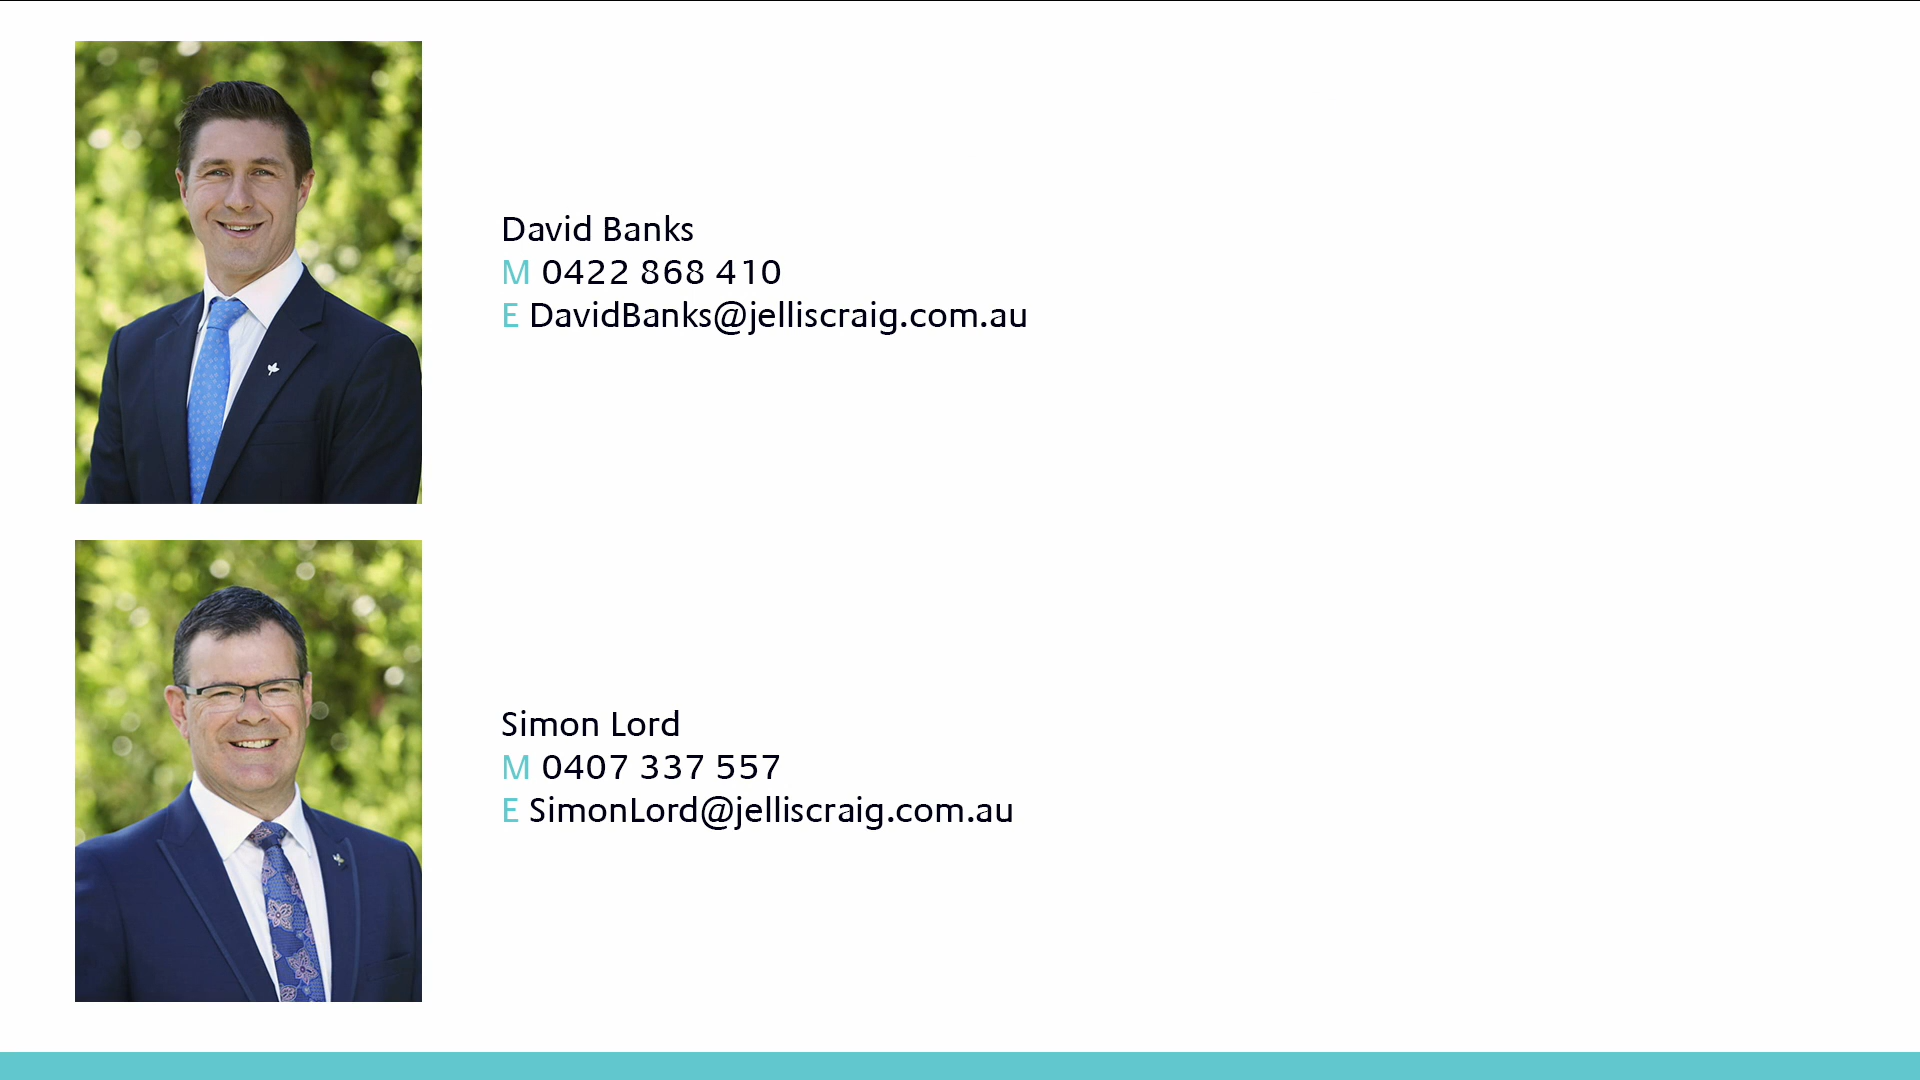 David Banks
M 0422 868 410
E DavidBanks@jelliscraig.com.au
Simon Lord
M 0407 337 557
E SimonLord@jelliscraig.com.au